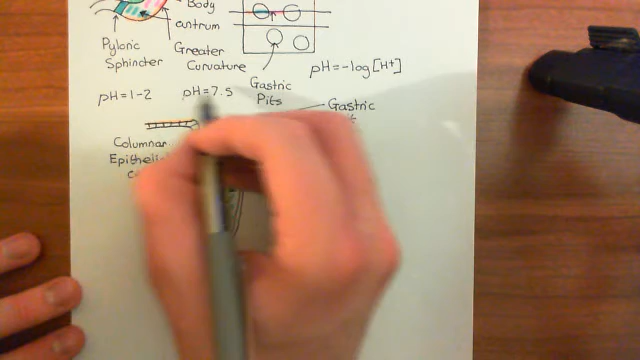 Body
antrum
Pyloric
Sphincter
Greater
Curvature
pH=-log[H+]
pH=1-2
pH=7.5
Gastric
Pits
Gastric
Columnar